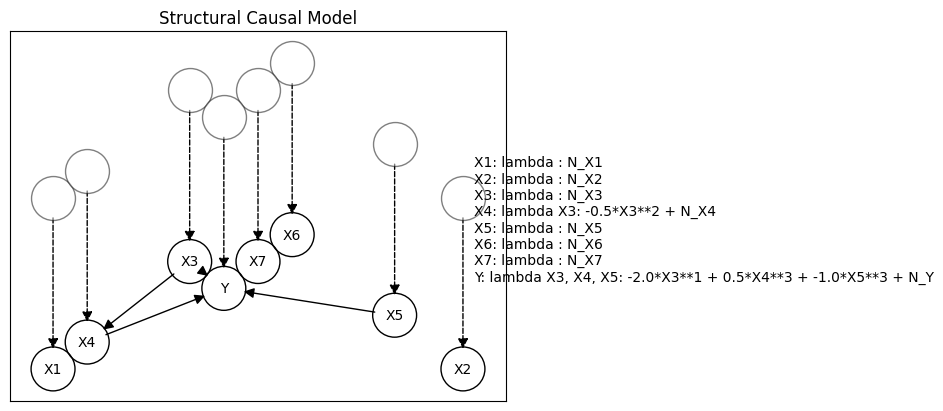 Structural Causal Model
X1: lambda : N_X1
X2: lambda : N_X2
X3: lambda : N_X3
X4: lambda X3: -0.5*X3**2 + N_X4
X5: lambda : N_X5
X6: lambda : N_X6
X7: lambda : N_X7
Y: lambda X3, X4, X5: -2.0*X3**1 + 0.5*X4**3 + -1.0*X5**3 + N_Y
X6
X3
X7
Y
X5
X4
X1
X2